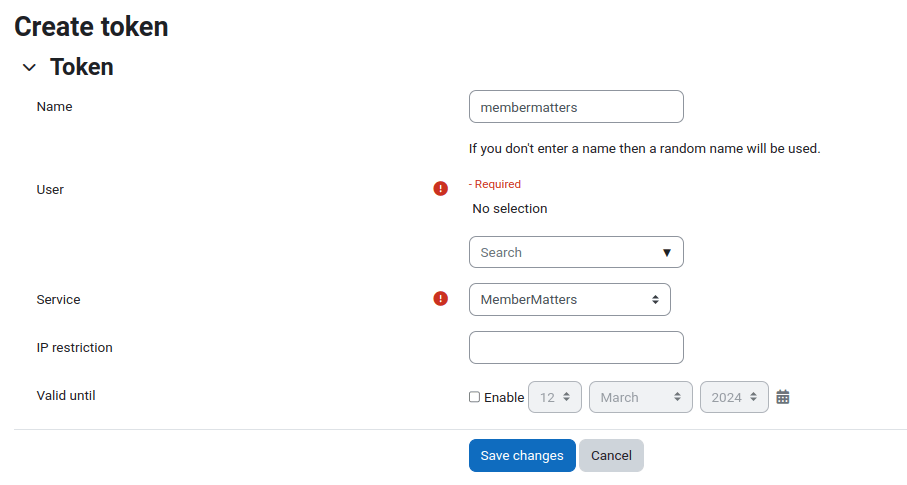 Create token
Token
Name
membermatters
If you don't enter a name then a random name will be used.
User
- Required
No selection
Search
Service
MemberMatters
IP restriction
Valid until
Enable 12 March 2024
Save changes Cancel